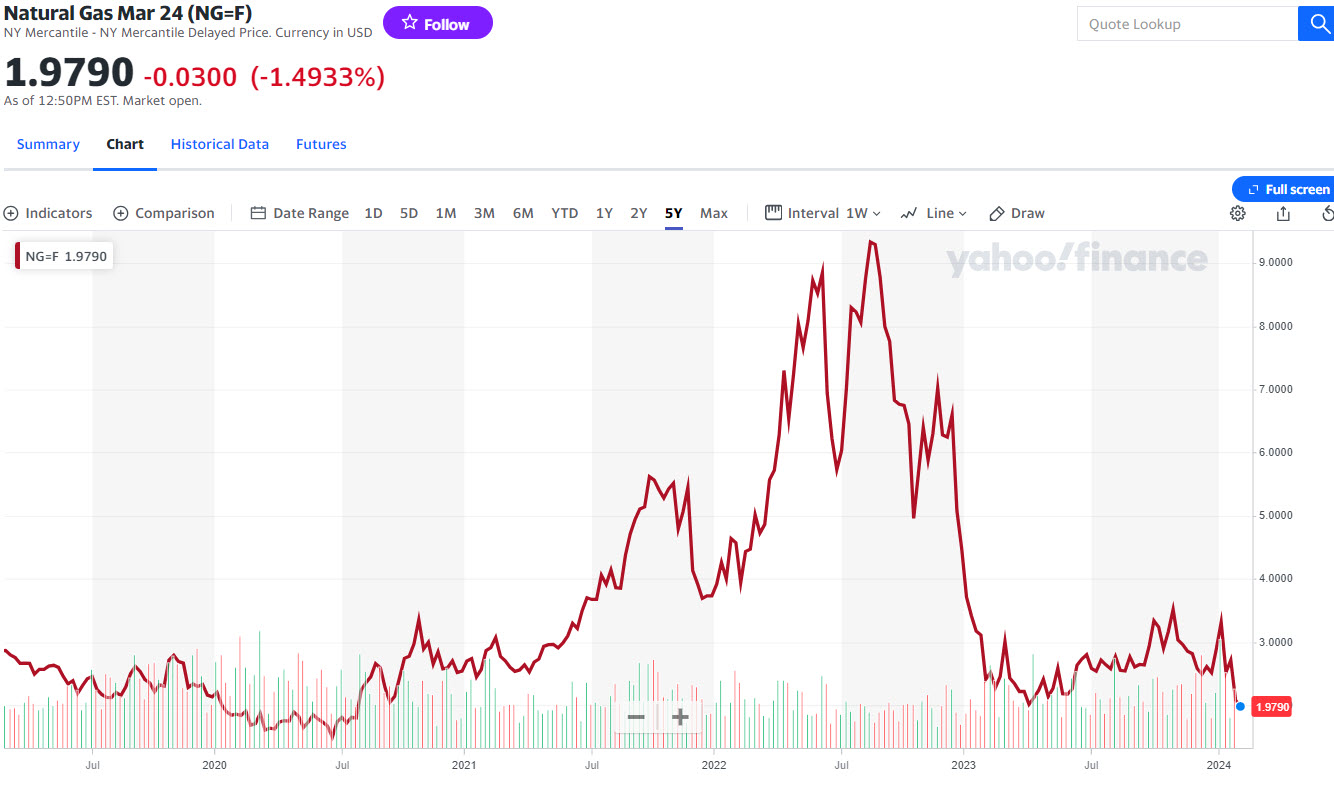 Natural Gas Mar 24 (NG=F)
NY Mercantile - NY Mercantile Delayed Price. Currency in USD
Follow
Quote Lookup
1.9790 -0.0300 (-1.4933%)
As of 12:50PM EST. Market open.
Summary Chart Historical Data Futures
Full screen
Indicators Comparison Date Range 1D 5D 1M 3M 6M YTD 1Y 2Y 5Y Max Interval 1W Line Draw
NG=F 1.9790
yahoo!finance
9.0000
8.0000
7.0000
6.0000
5.0000
4.0000
3.0000
1.9790
Jul 2020 Jul 2021 Jul 2022 Jul 2023 Jul 2024